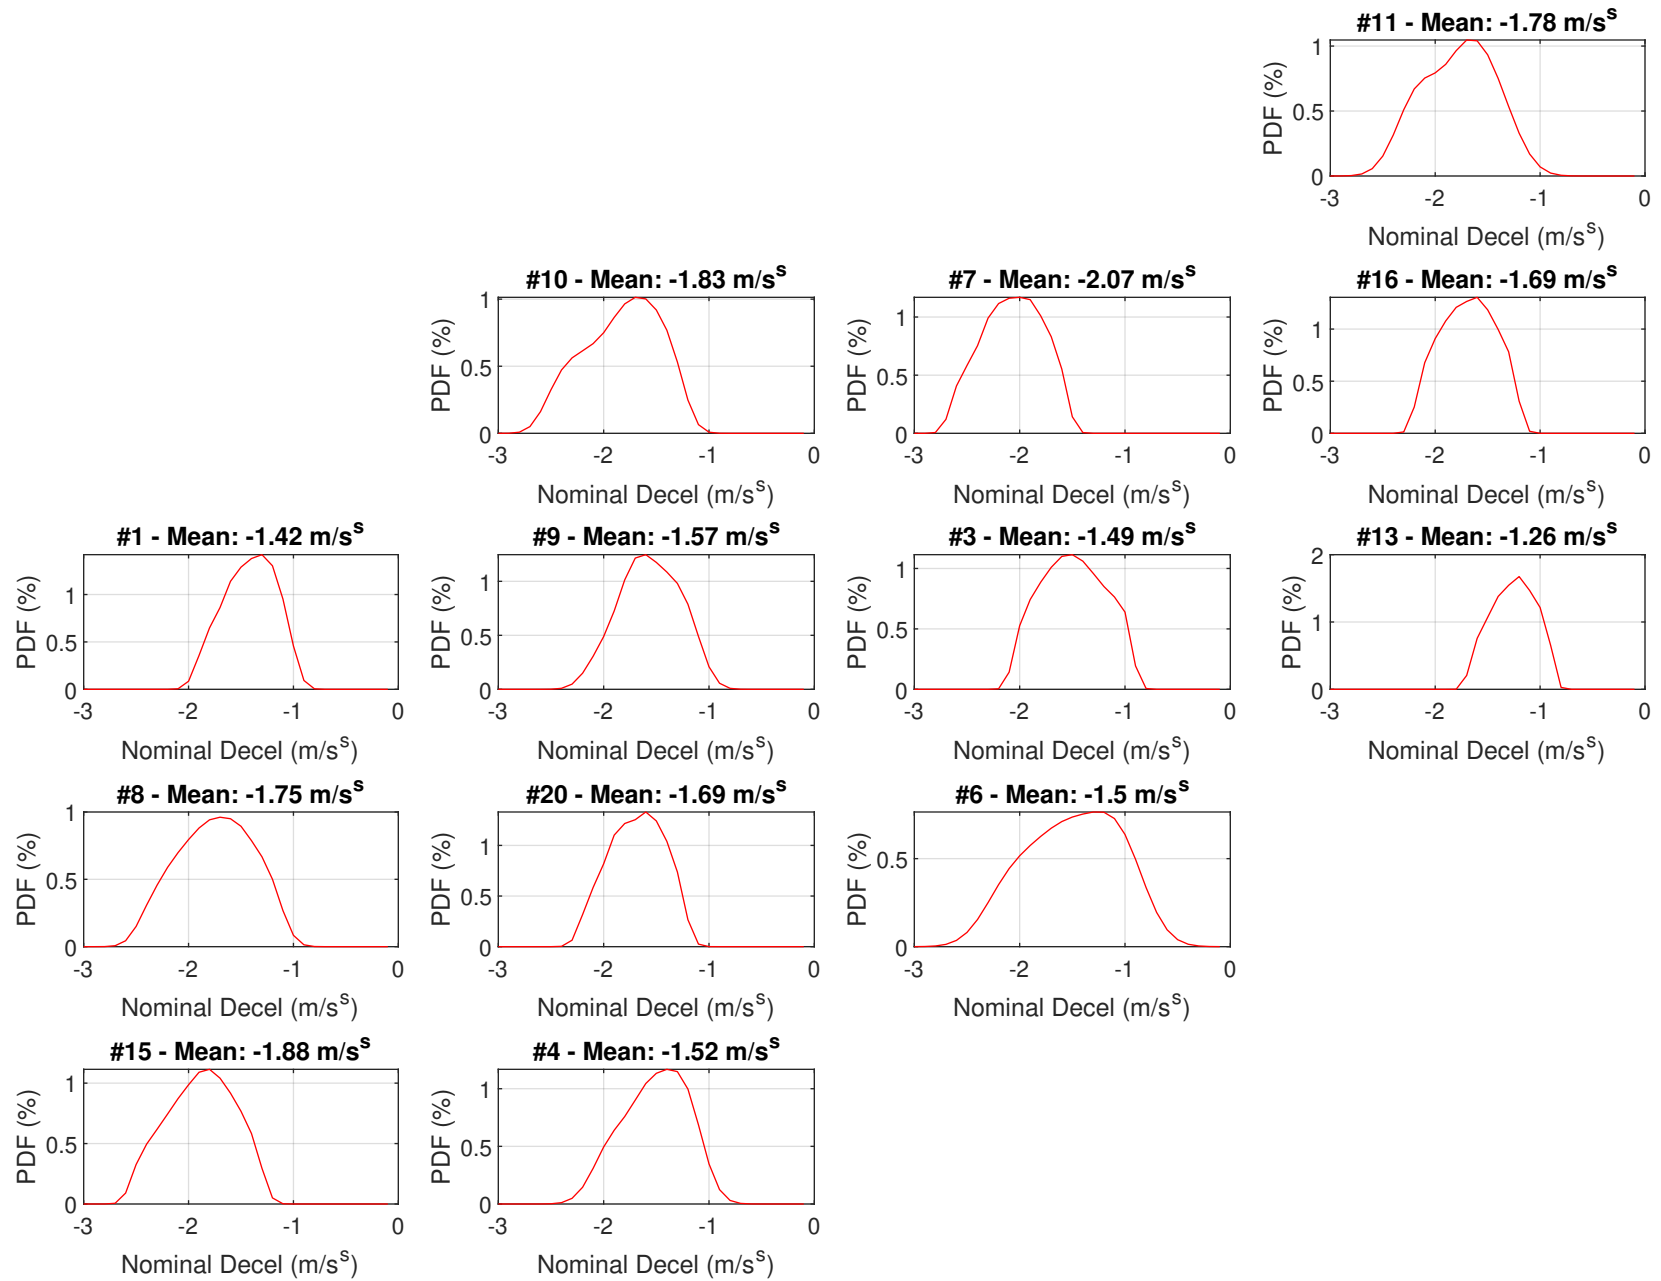 #11 - Mean: -1.78 m/s^s
PDF (%)
1
0.5
0
-3 -2 -1 0
Nominal Decel (m/s^s)
#10 - Mean: -1.83 m/s^s
PDF (%)
1
0.5
0
-3 -2 -1 0
Nominal Decel (m/s^s)
#7 - Mean: -2.07 m/s^s
PDF (%)
1
0.5
0
-3 -2 -1 0
Nominal Decel (m/s^s)
#16 - Mean: -1.69 m/s^s
PDF (%)
1
0.5
0
-3 -2 -1 0
Nominal Decel (m/s^s)
#1 - Mean: -1.42 m/s^s
PDF (%)
1
0.5
0
-3 -2 -1 0
Nominal Decel (m/s^s)
#9 - Mean: -1.57 m/s^s
PDF (%)
1
0.5
0
-3 -2 -1 0
Nominal Decel (m/s^s)
#3 - Mean: -1.49 m/s^s
PDF (%)
1
0.5
0
-3 -2 -1 0
Nominal Decel (m/s^s)
#13 - Mean: -1.26 m/s^s
PDF (%)
2
1
0
-3 -2 -1 0
Nominal Decel (m/s^s)
#8 - Mean: -1.75 m/s^s
PDF (%)
1
0.5
0
-3 -2 -1 0
Nominal Decel (m/s^s)
#20 - Mean: -1.69 m/s^s
PDF (%)
1
0.5
0
-3 -2 -1 0
Nominal Decel (m/s^s)
#6 - Mean: -1.5 m/s^s
PDF (%)
0.5
0
-3 -2 -1 0
Nominal Decel (m/s^s)
#15 - Mean: -1.88 m/s^s
PDF (%)
1
0.5
0
-3 -2 -1 0
Nominal Decel (m/s^s)
#4 - Mean: -1.52 m/s^s
PDF (%)
1
0.5
0
-3 -2 -1 0
Nominal Decel (m/s^s)